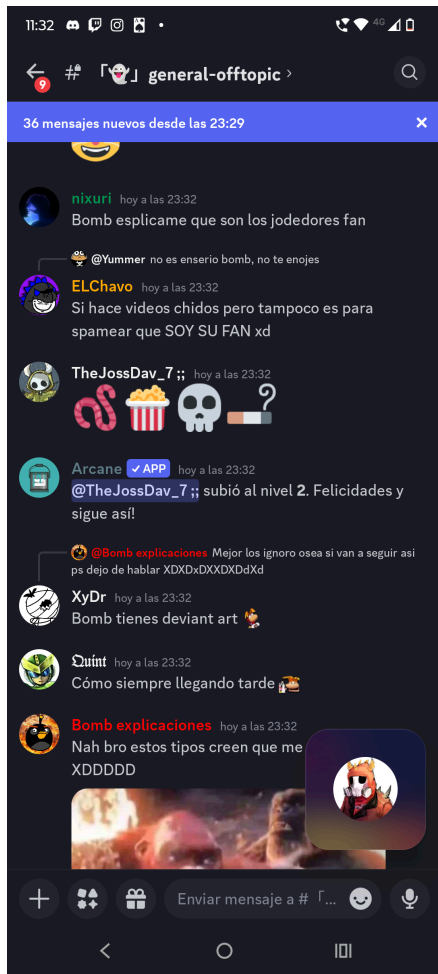 11:32
4G
9
「👻」general-offtopic ›
36 mensajes nuevos desde las 23:29
nixuri hoy a las 23:32
Bomb esplicame que son los jodedores fan
@Yummer no es enserio bomb, no te enojes
ELChavo hoy a las 23:32
Si hace videos chidos pero tampoco es para
spamear que SOY SU FAN xd
TheJossDav_7 ;; hoy a las 23:32
Arcane ✓ APP hoy a las 23:32
@TheJossDav_7 ;; subió al nivel 2. Felicidades y
sigue así!
@Bomb explicaciones Mejor los ignoro osea si van a seguir asi
ps dejo de hablar XDXDxDXXDXDdXd
XyDr hoy a las 23:32
Bomb tienes deviant art
𝕼𝖚𝖎𝖓𝖙 hoy a las 23:32
Cómo siempre llegando tarde
Bomb explicaciones hoy a las 23:32
Nah bro estos tipos creen que me
XDDDDD
Enviar mensaje a #「...